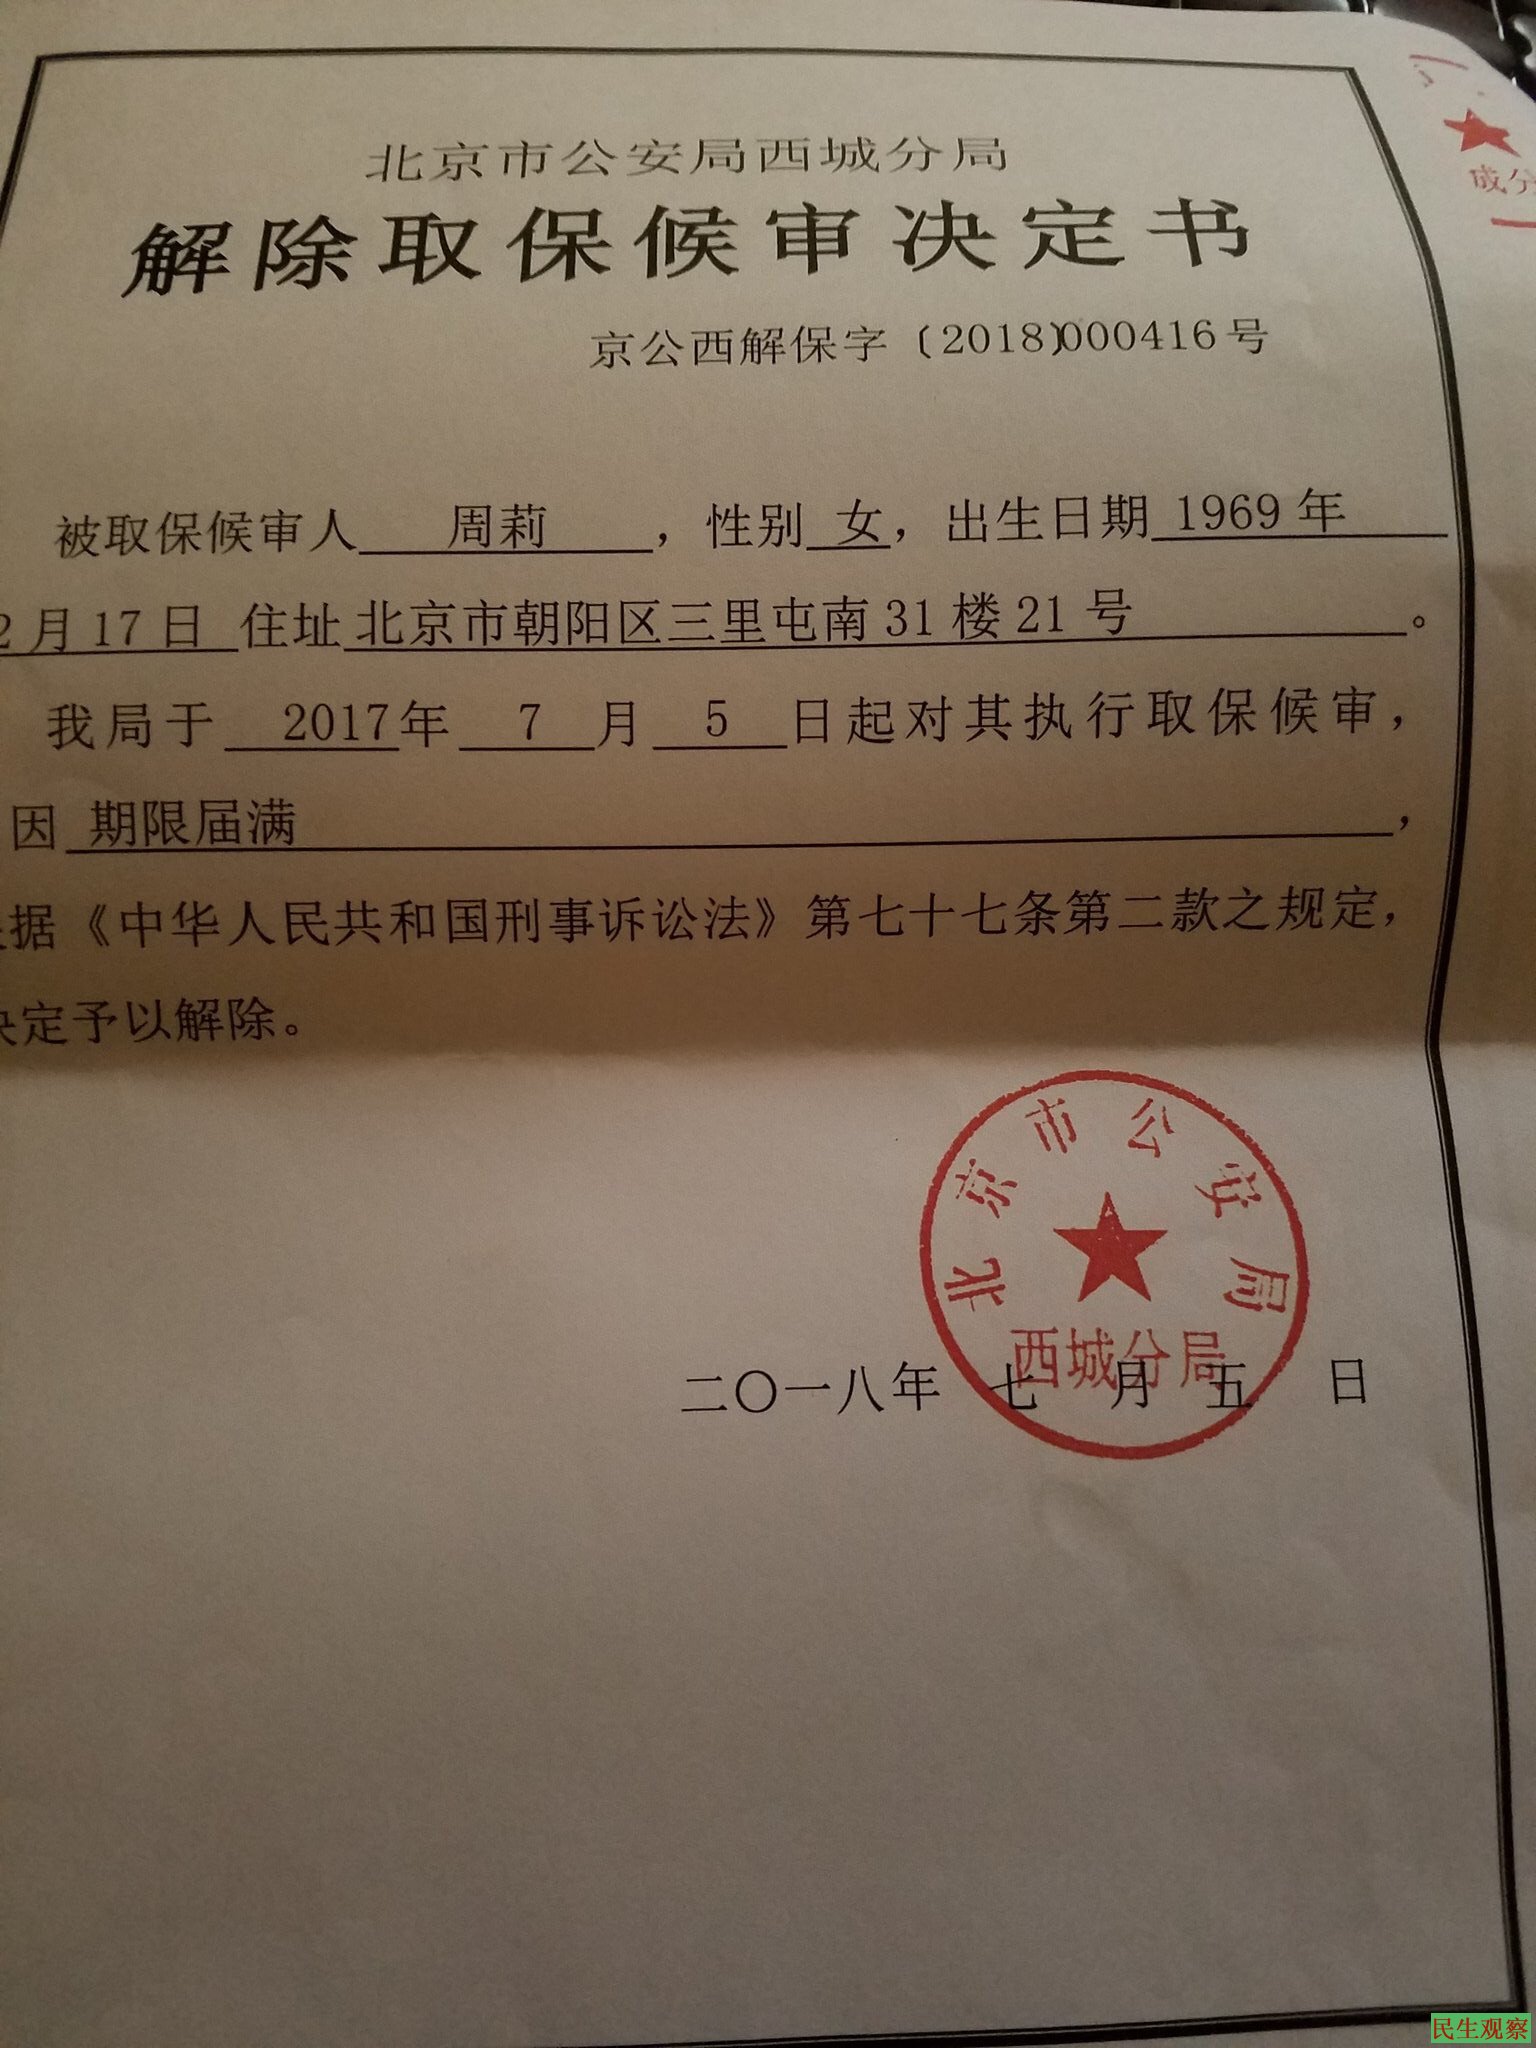 北京市公安局西城分局
解除取保候审决定书
京公西解保字〔2018〕000416号
被取保候审人 周莉 ，性别 女，出生日期 1969 年
2月17日 住址 北京市朝阳区三里屯南31楼21号 。
我局于 2017年 7 月 5 日起对其执行取保候审，
因 期限届满 ，
据《中华人民共和国刑事诉讼法》第七十七条第二款之规定，
决定予以解除。
北京市公安局
西城分局
二〇一八年 七 月 五 日
民生观察